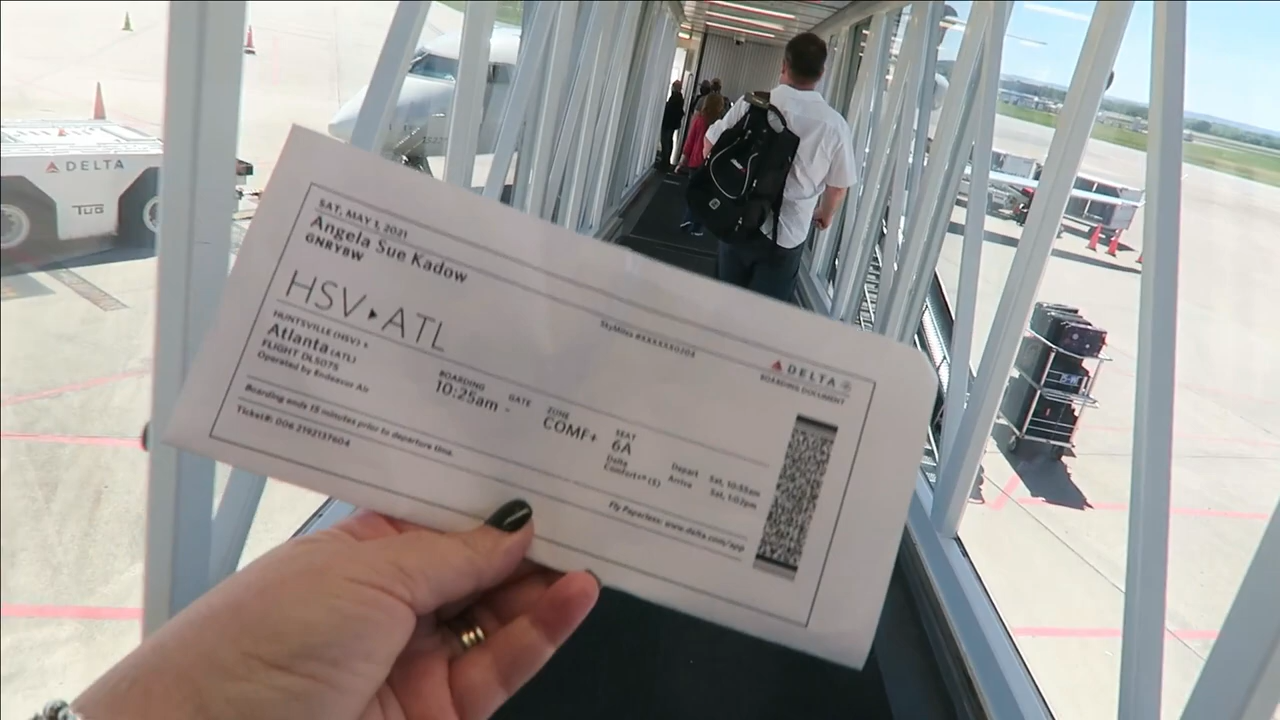 DELTA
TUG
SAT, MAY 1, 2021
Angela Sue Kadow
GNRYBW
HSV ▸ ATL
HUNTSVILLE (HSV)
Atlanta (ATL)
FLIGHT DL5075
Operated by Endeavor Air
BOARDING
10:25am
GATE
-
ZONE
COMF+
SEAT
6A
Delta
Comfort+® (S)
Depart Sat, 10:55am
Arrive Sat, 1:02pm
Boarding ends 15 minutes prior to departure time.
Ticket#: 006 2192137604
Fly Paperless: www.delta.com/app
DELTA
BOARDING DOCUMENT